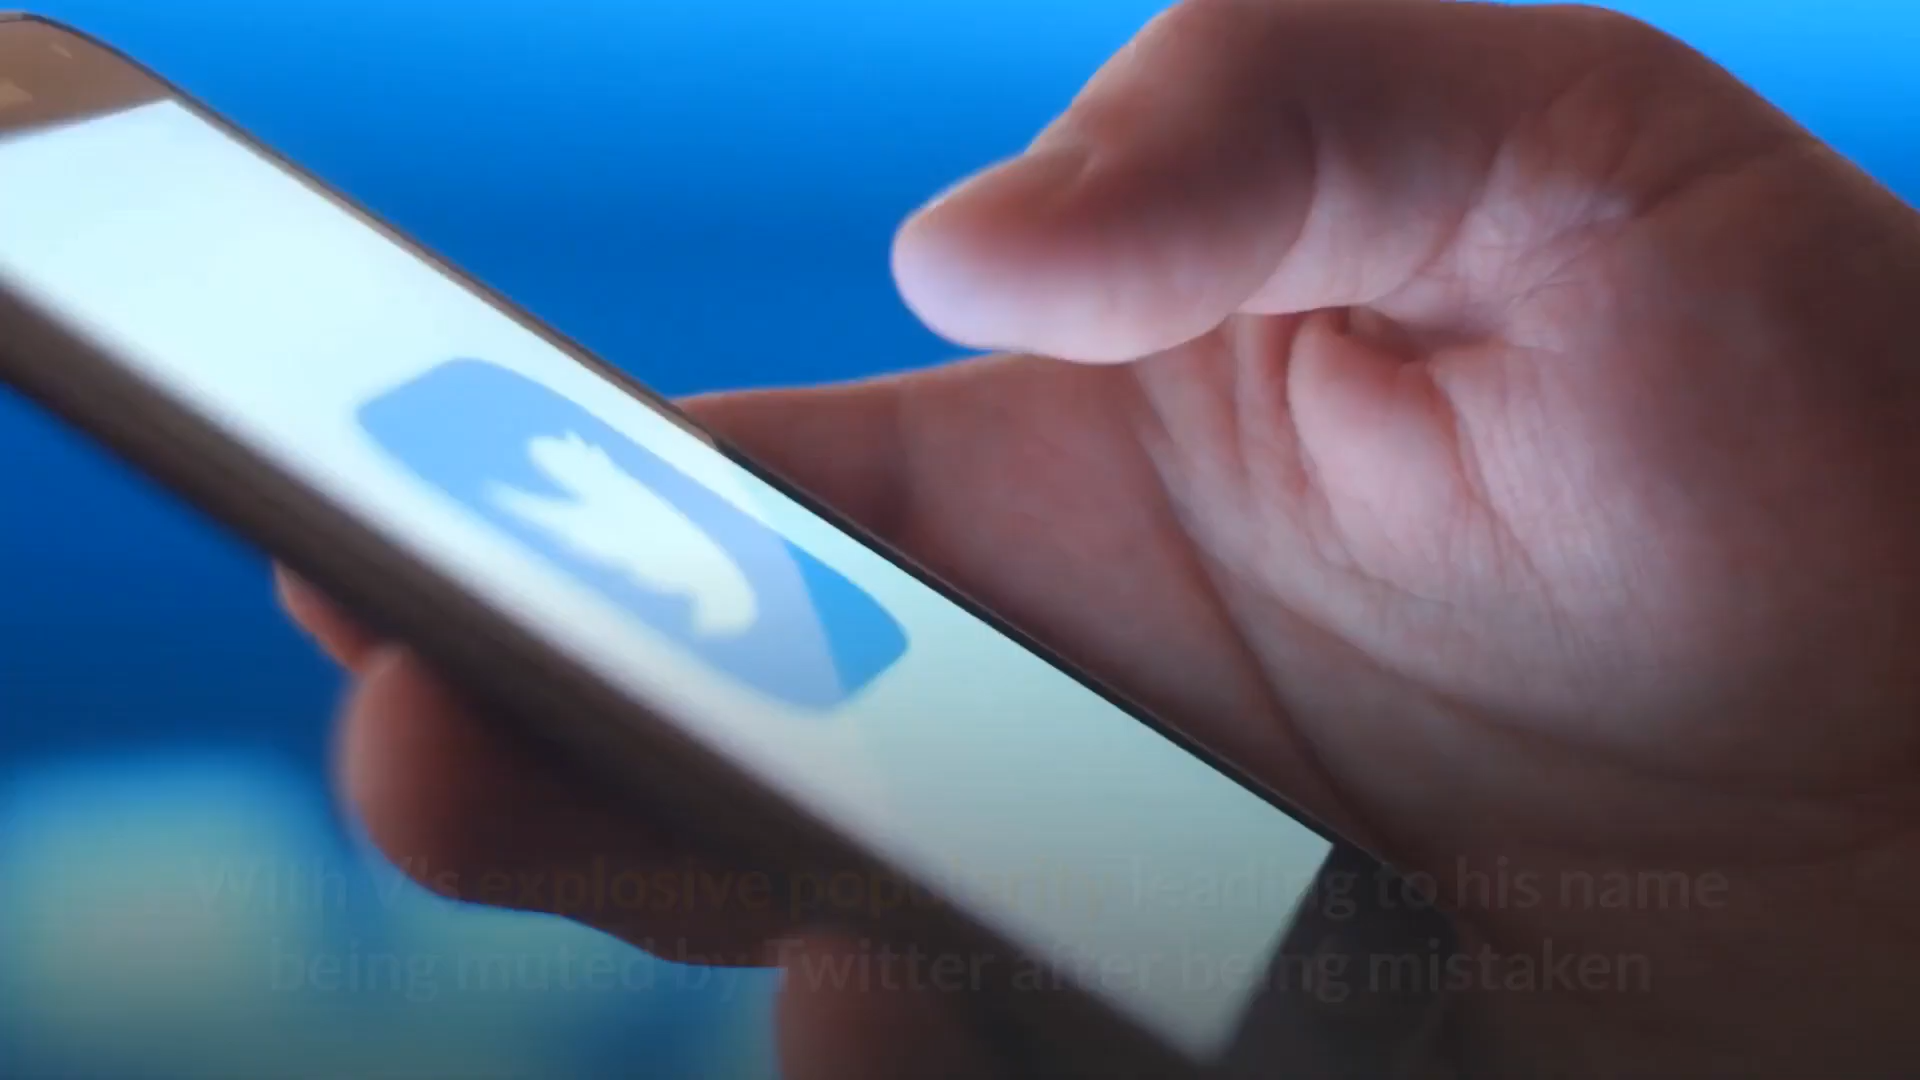 With V's explosive popularity leading to his name
being muted by Twitter after being mistaken